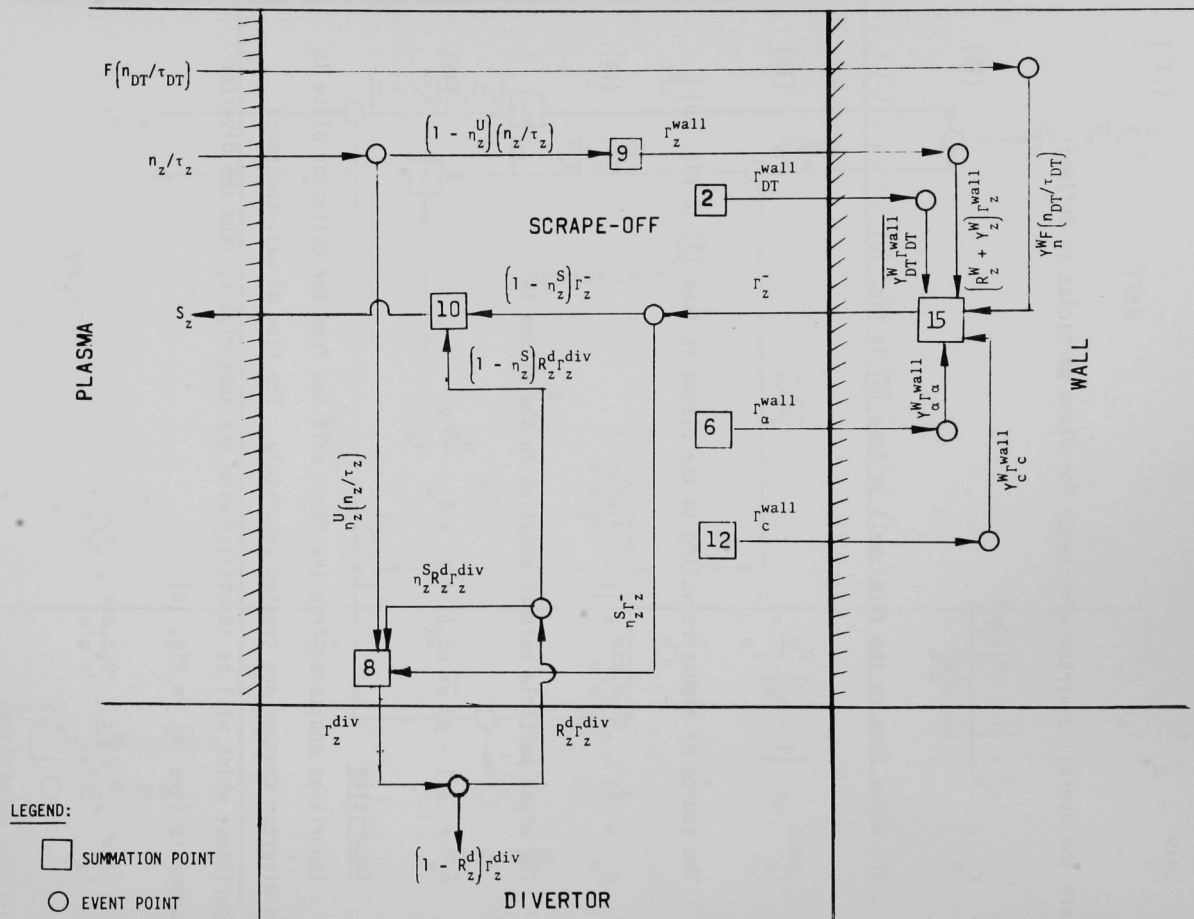 F(n_DT/τ_DT)
(1 - η_z^U)(n_z/τ_z)
Γ_z^wall
n_z/τ_z
9
Γ_DT^wall
2
SCRAPE-OFF
γ_DT^W Γ_DT^wall
(R_z^W + γ_z^W)Γ_z^wall
γ_n^W F(n_DT/τ_DT)
(1 - η_z^S)Γ_z^-
Γ_z^-
S_z
10
15
(1 - η_z^S)R_z^d Γ_z^div
PLASMA
WALL
Γ_α^wall
6
γ_α^W Γ_α^wall
η_z^U(n_z/τ_z)
Γ_c^wall
12
γ_c^W Γ_c^wall
η_z^S R_z^d Γ_z^div
η_z^S Γ_z^-
8
Γ_z^div
R_z^d Γ_z^div
LEGEND:
SUMMATION POINT
EVENT POINT
(1 - R_z^d)Γ_z^div
DIVERTOR